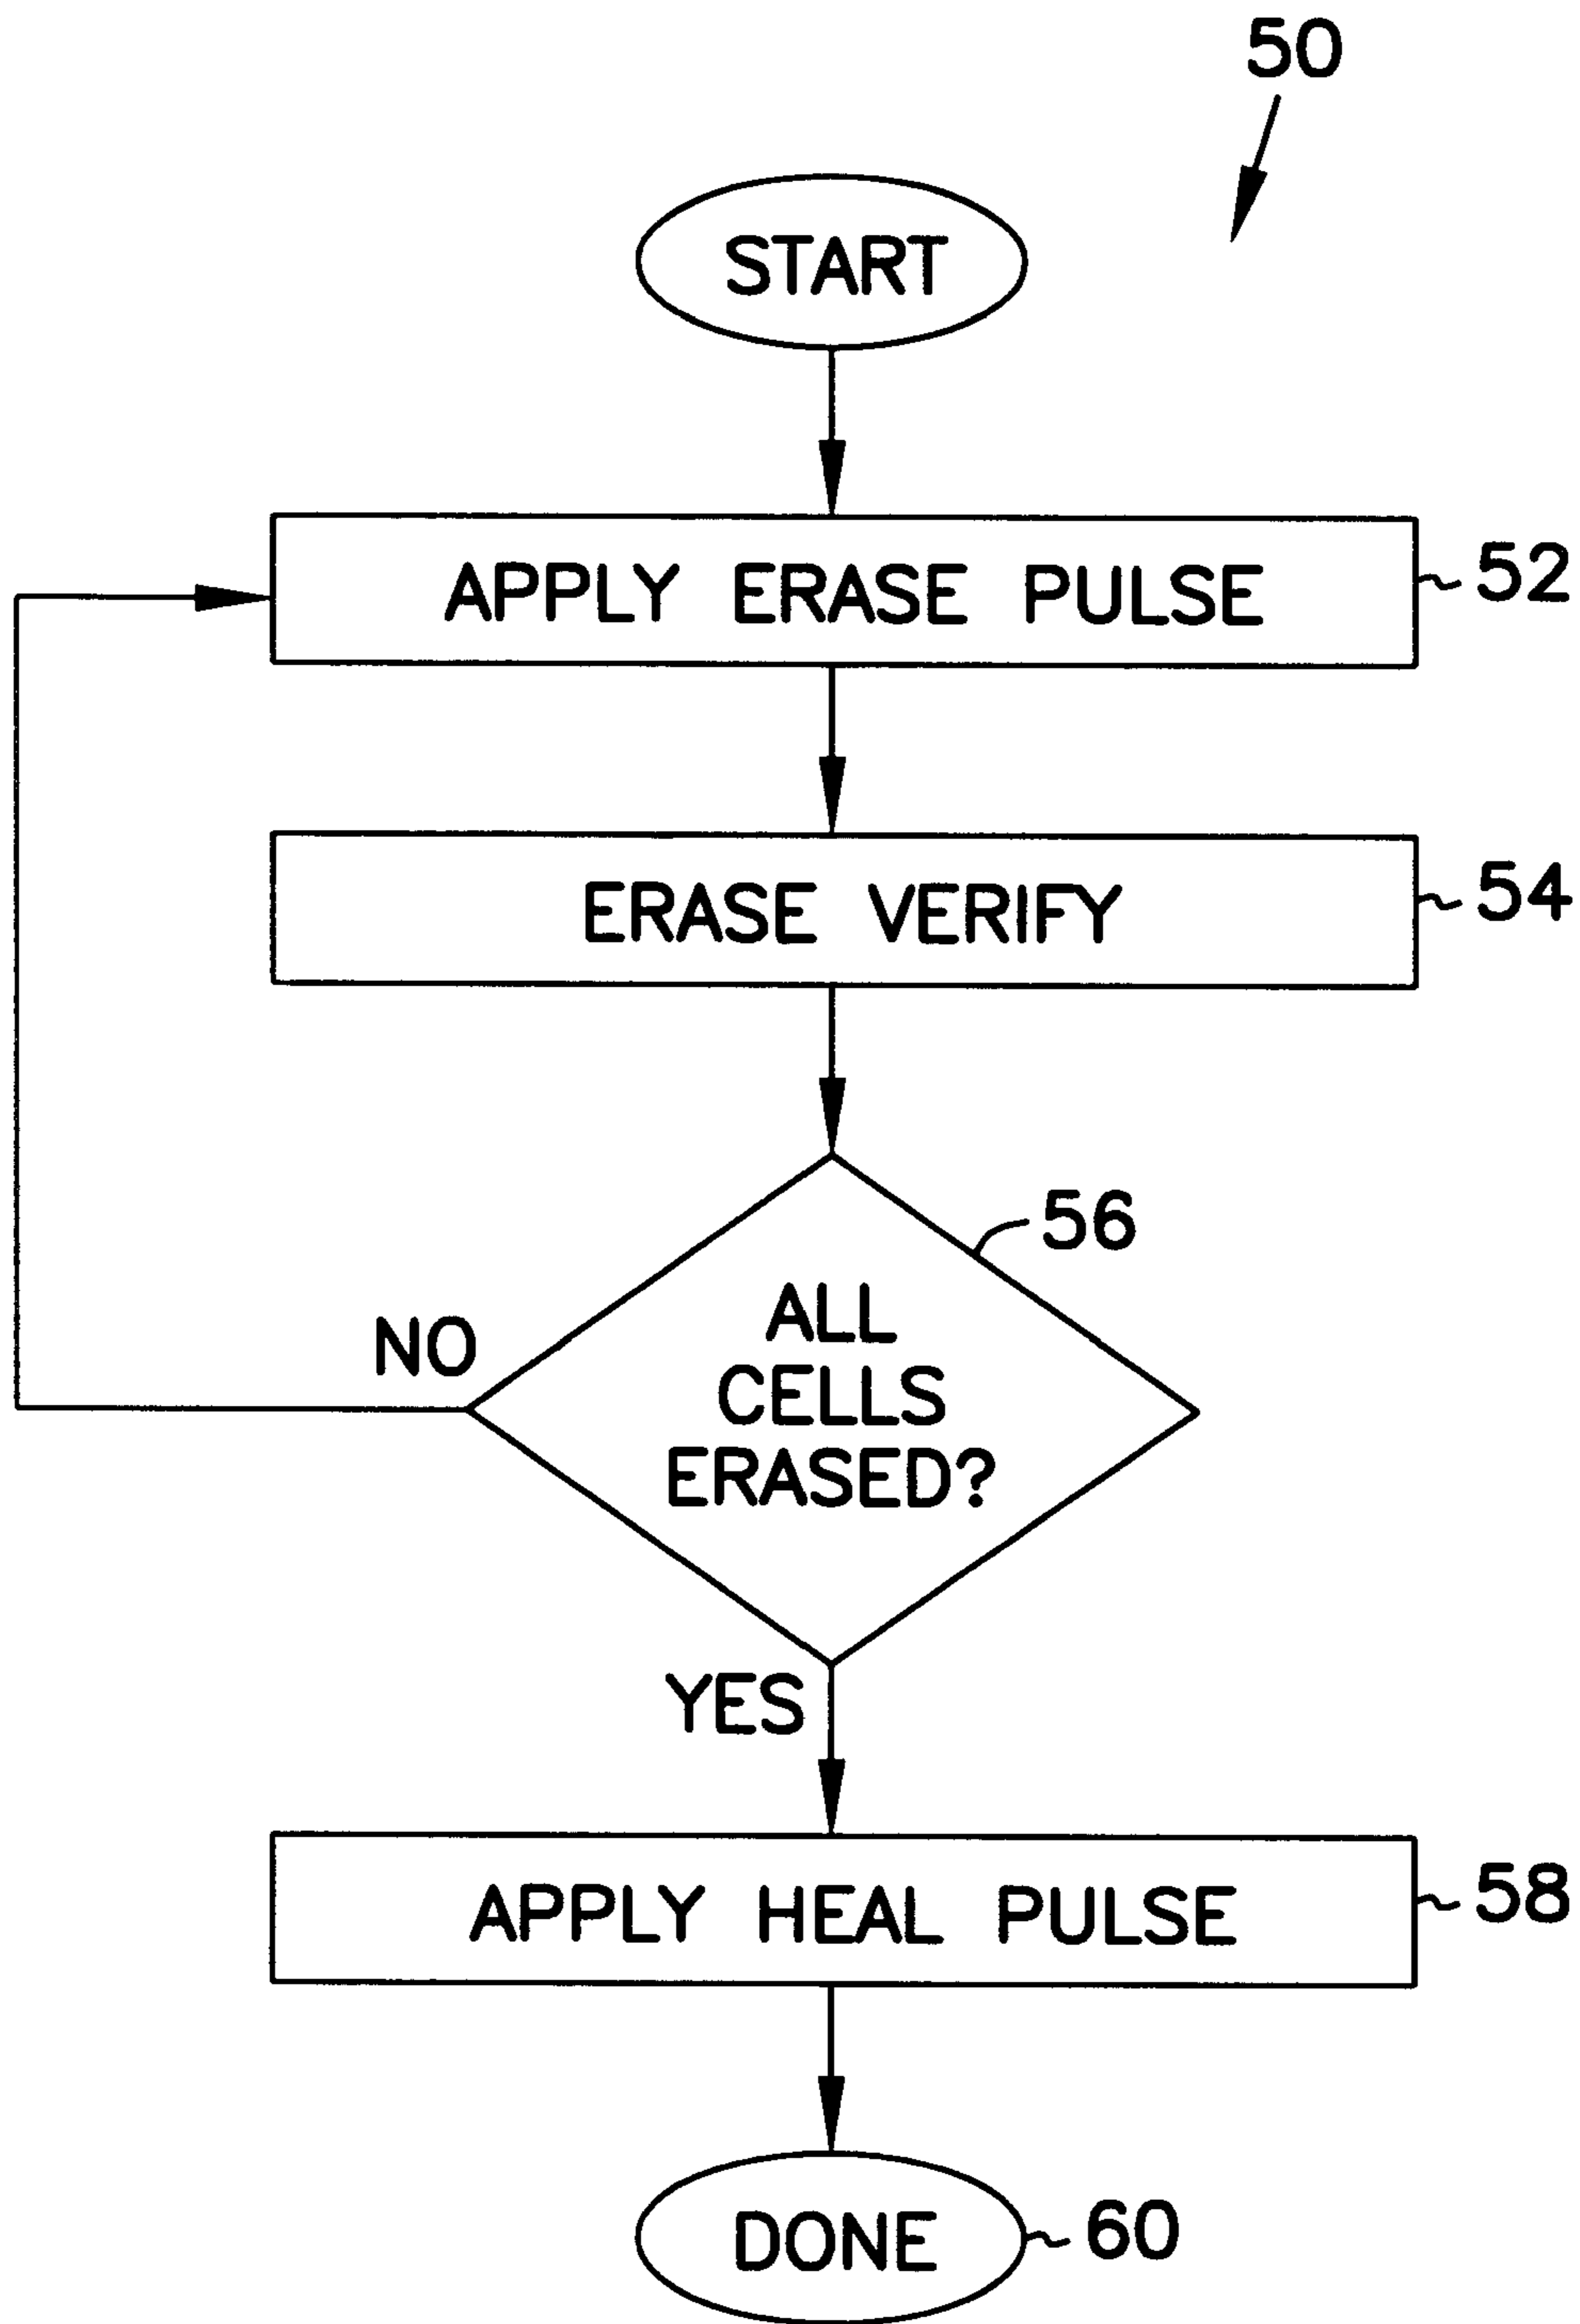 50
START
APPLY ERASE PULSE
52
ERASE VERIFY
54
56
ALL
CELLS
ERASED?
NO
YES
APPLY HEAL PULSE
58
DONE
60